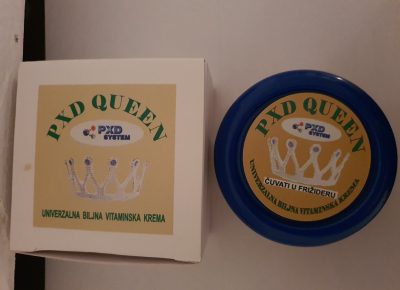 PXD QUEEN
PXD
SYSTEM
UNIVERZALNA BILJNA VITAMINSKA KREMA
PXD QUEEN
PXD
SYSTEM
ČUVATI U FRIŽIDERU
UNIVERZALNA BILJNA VITAMINSKA KREMA